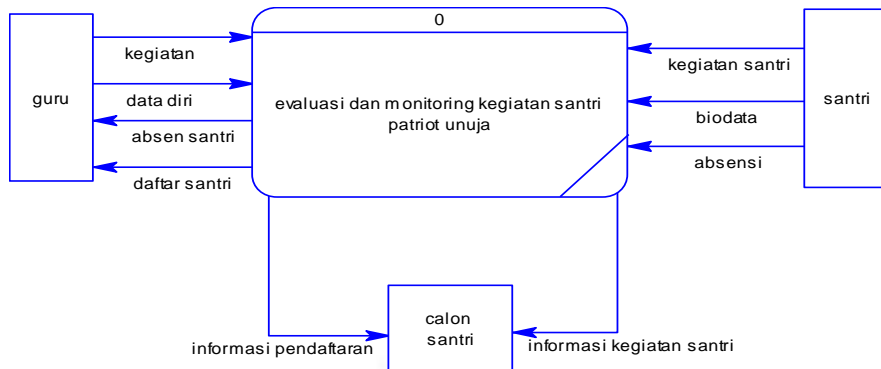 0
kegiatan
kegiatan santri
guru
data diri
evaluasi dan monitoring kegiatan santri
patriot unuja
biodata
santri
absen santri
absensi
daftar santri
calon
santri
informasi pendaftaran
informasi kegiatan santri